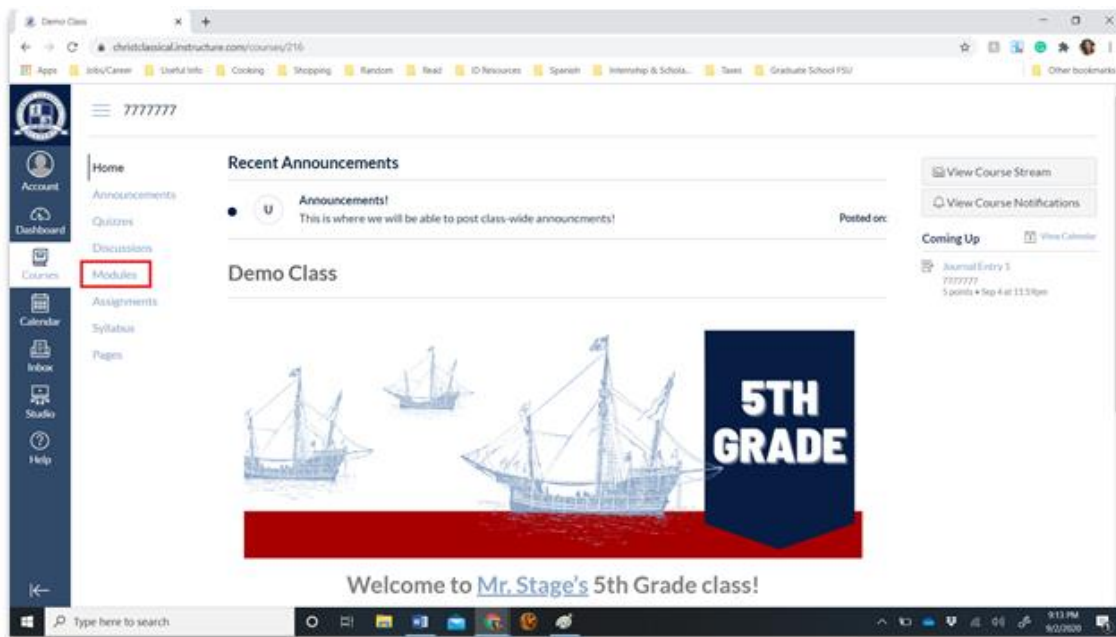 Demo Class
christclassical.instructure.com/courses/216
Apps Jobs/Career Useful Info Cooking Shopping Random Read ID Resources Spanish Internship & Schola... Taxes Graduate School FSU Other bookmarks
7777777
Account
Dashboard
Courses
Calendar
Inbox
Studio
Help
Home
Announcements
Quizzes
Discussions
Modules
Assignments
Syllabus
Pages
Recent Announcements
U
Announcements!
This is where we will be able to post class-wide announcments!
Posted on:
Demo Class
5TH
GRADE
Welcome to Mr. Stage's 5th Grade class!
View Course Stream
View Course Notifications
Coming Up View Calendar
Journal Entry 1
7777777
5 points • Sep 4 at 11:59pm
Type here to search
9:13 PM
9/2/2020